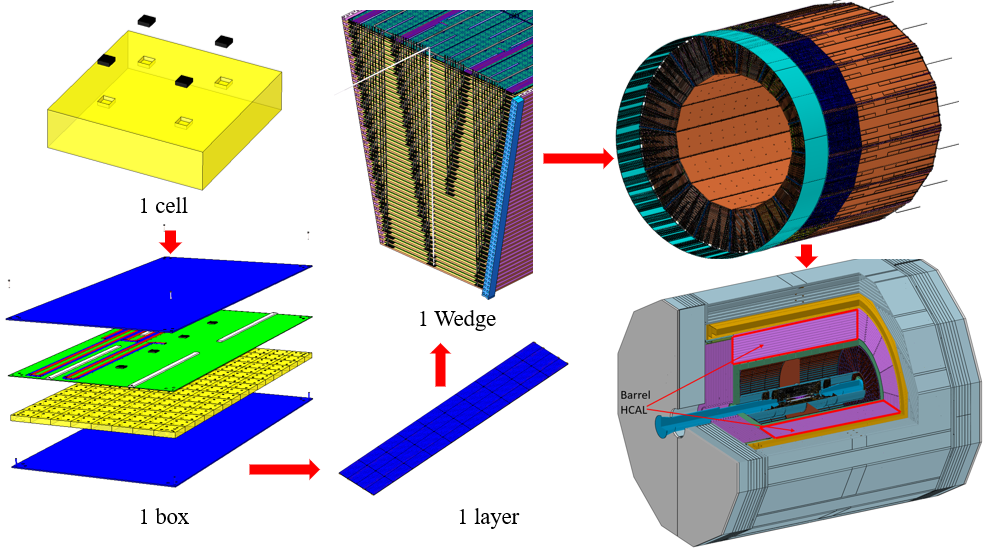 1 cell
1 box
1 layer
1 Wedge
Barrel
HCAL